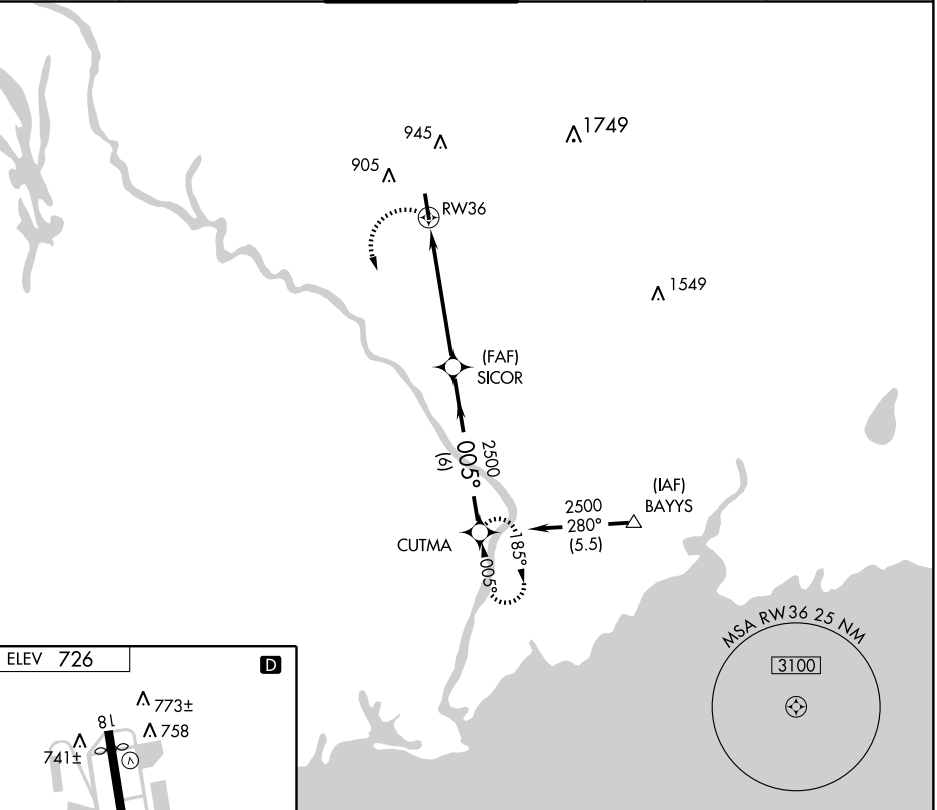 945
1749
905
RW36
1549
(FAF)
SICOR
2500
005°
(6)
(IAF)
BAYYS
2500
280°
(5.5)
CUTMA
185°
005°
MSA RW36 25 NM
3100
ELEV 726
D
773±
18
758
741±
V